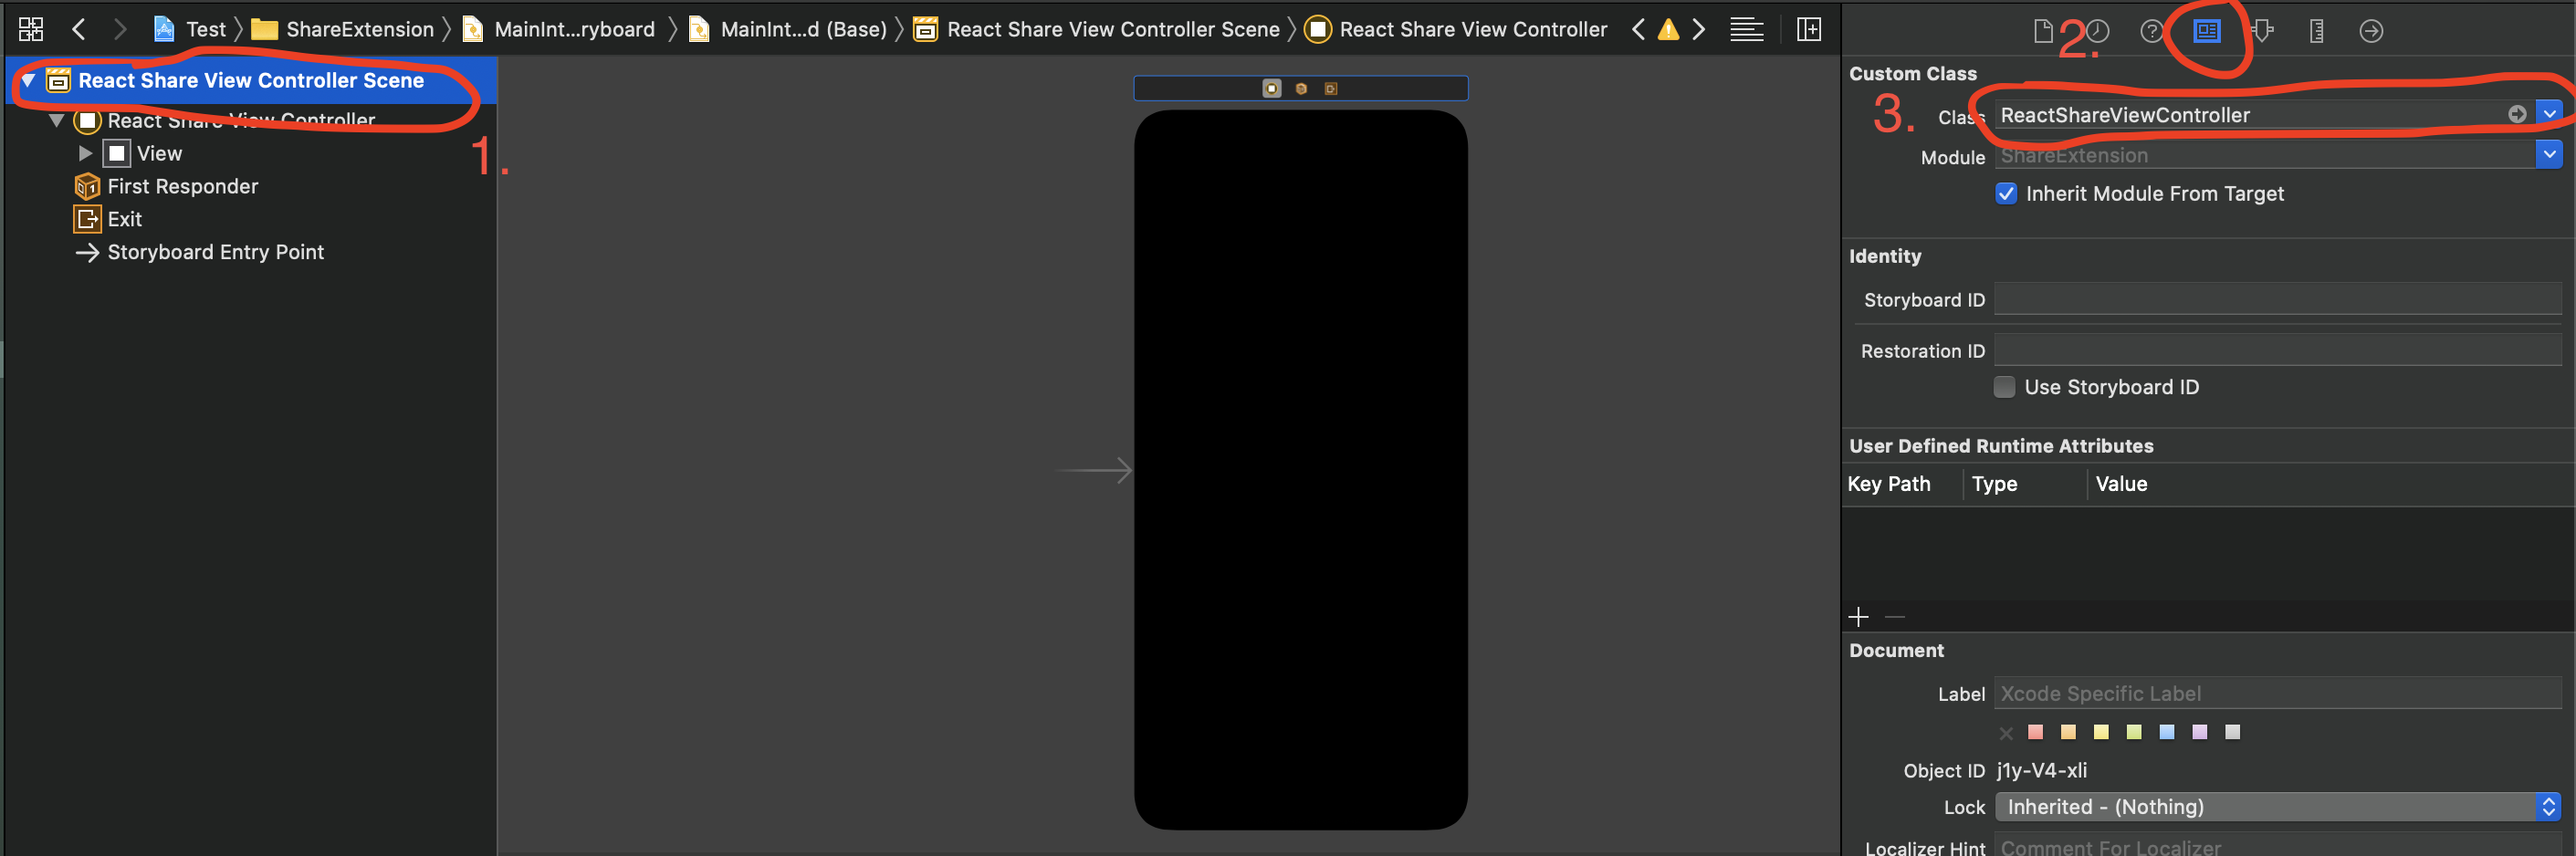 Test ShareExtension MainInt...ryboard MainInt...d (Base) React Share View Controller Scene React Share View Controller
React Share View Controller Scene
React Share View Controller
View
First Responder
Exit
Storyboard Entry Point
1.
2.
3.
Custom Class
Class ReactShareViewController
Module ShareExtension
Inherit Module From Target
Identity
Storyboard ID
Restoration ID
Use Storyboard ID
User Defined Runtime Attributes
Key Path Type Value
Document
Label Xcode Specific Label
Object ID j1y-V4-xli
Lock Inherited - (Nothing)
Localizer Hint Comment For Localizer